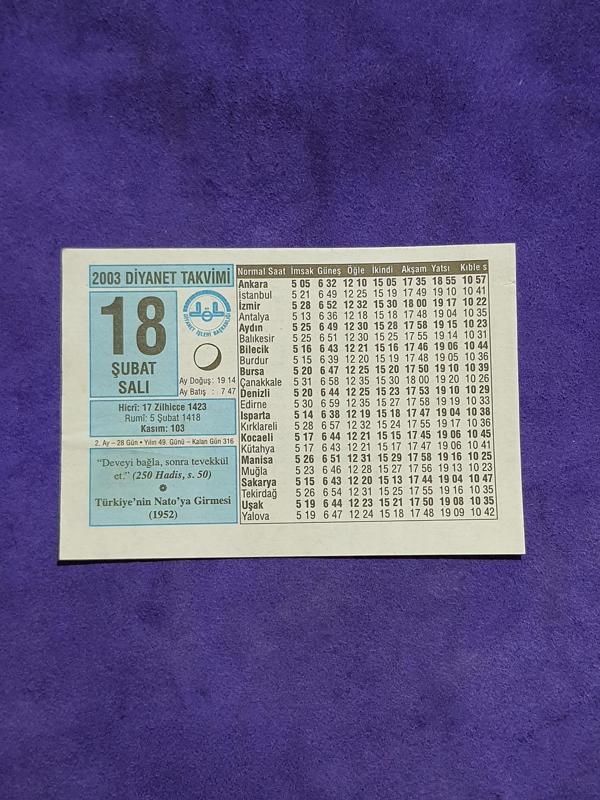 2003 DİYANET TAKVİMİ
18
ŞUBAT
SALI
DİYANET İŞLERİ BAŞKANLIĞI
Ay Doğuş: 19 14
Ay Batış : 7 47
Hicrî: 17 Zilhicce 1423
Rumî: 5 Şubat 1418
Kasım: 103
2. Ay – 28 Gün • Yılın 49. Günü – Kalan Gün 316
“Deveyi bağla, sonra tevekkül
et.” (250 Hadis, s. 50)
Türkiye'nin Nato'ya Girmesi
(1952)
Normal Saat İmsak Güneş Öğle İkindi Akşam Yatsı Kıble s
Ankara 5 05 6 32 12 10 15 05 17 35 18 55 10 57
İstanbul 5 21 6 49 12 25 15 19 17 49 19 10 10 41
İzmir 5 28 6 52 12 32 15 30 18 00 19 17 10 22
Antalya 5 13 6 36 12 18 15 18 17 48 19 04 10 35
Aydın 5 25 6 49 12 30 15 28 17 58 19 15 10 23
Balıkesir 5 25 6 51 12 30 15 25 17 55 19 14 10 31
Bilecik 5 16 6 43 12 21 15 16 17 46 19 06 10 44
Burdur 5 15 6 39 12 20 15 19 17 48 19 05 10 36
Bursa 5 20 6 47 12 25 15 20 17 50 19 10 10 39
Çanakkale 5 31 6 58 12 35 15 30 18 00 19 20 10 26
Denizli 5 20 6 44 12 25 15 23 17 53 19 10 10 29
Edirne 5 30 6 59 12 35 15 27 17 58 19 19 10 33
Isparta 5 14 6 38 12 19 15 18 17 47 19 04 10 38
Kırklareli 5 28 6 57 12 32 15 24 17 55 19 17 10 36
Kocaeli 5 17 6 44 12 21 15 15 17 45 19 06 10 45
Kütahya 5 17 6 43 12 21 15 17 17 47 19 06 10 41
Manisa 5 26 6 51 12 31 15 29 17 58 19 16 10 25
Muğla 5 23 6 46 12 28 15 27 17 56 19 13 10 23
Sakarya 5 15 6 43 12 20 15 13 17 44 19 04 10 47
Tekirdağ 5 26 6 54 12 31 15 25 17 55 19 16 10 35
Uşak 5 19 6 44 12 23 15 21 17 50 19 08 10 35
Yalova 5 19 6 47 12 24 15 18 17 48 19 09 10 42